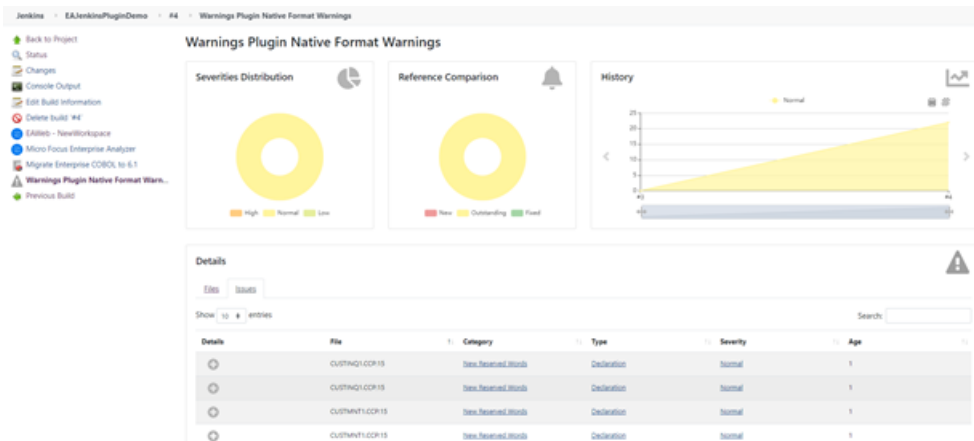 Jenkins › EAJenkinsPluginDemo › #4 › Warnings Plugin Native Format Warnings
Back to Project
Status
Changes
Console Output
Edit Build Information
Delete build '#4'
EAWeb - NewWorkspace
Micro Focus Enterprise Analyzer
Migrate Enterprise COBOL to 6.1
Warnings Plugin Native Format Warn...
Previous Build
Warnings Plugin Native Format Warnings
Severities Distribution
High Normal Low
Reference Comparison
New Outstanding Fixed
History
Normal
25
20
15
10
5
0
#3 #4
Details
Files Issues
Show 10 entries
Search:
Details File Category Type Severity Age
CUSTINQ1.CCP:15 New Reserved Words Declaration Normal 1
CUSTINQ1.CCP:15 New Reserved Words Declaration Normal 1
CUSTMNT1.CCP:15 New Reserved Words Declaration Normal 1
CUSTMNT1.CCP:15 New Reserved Words Declaration Normal 1